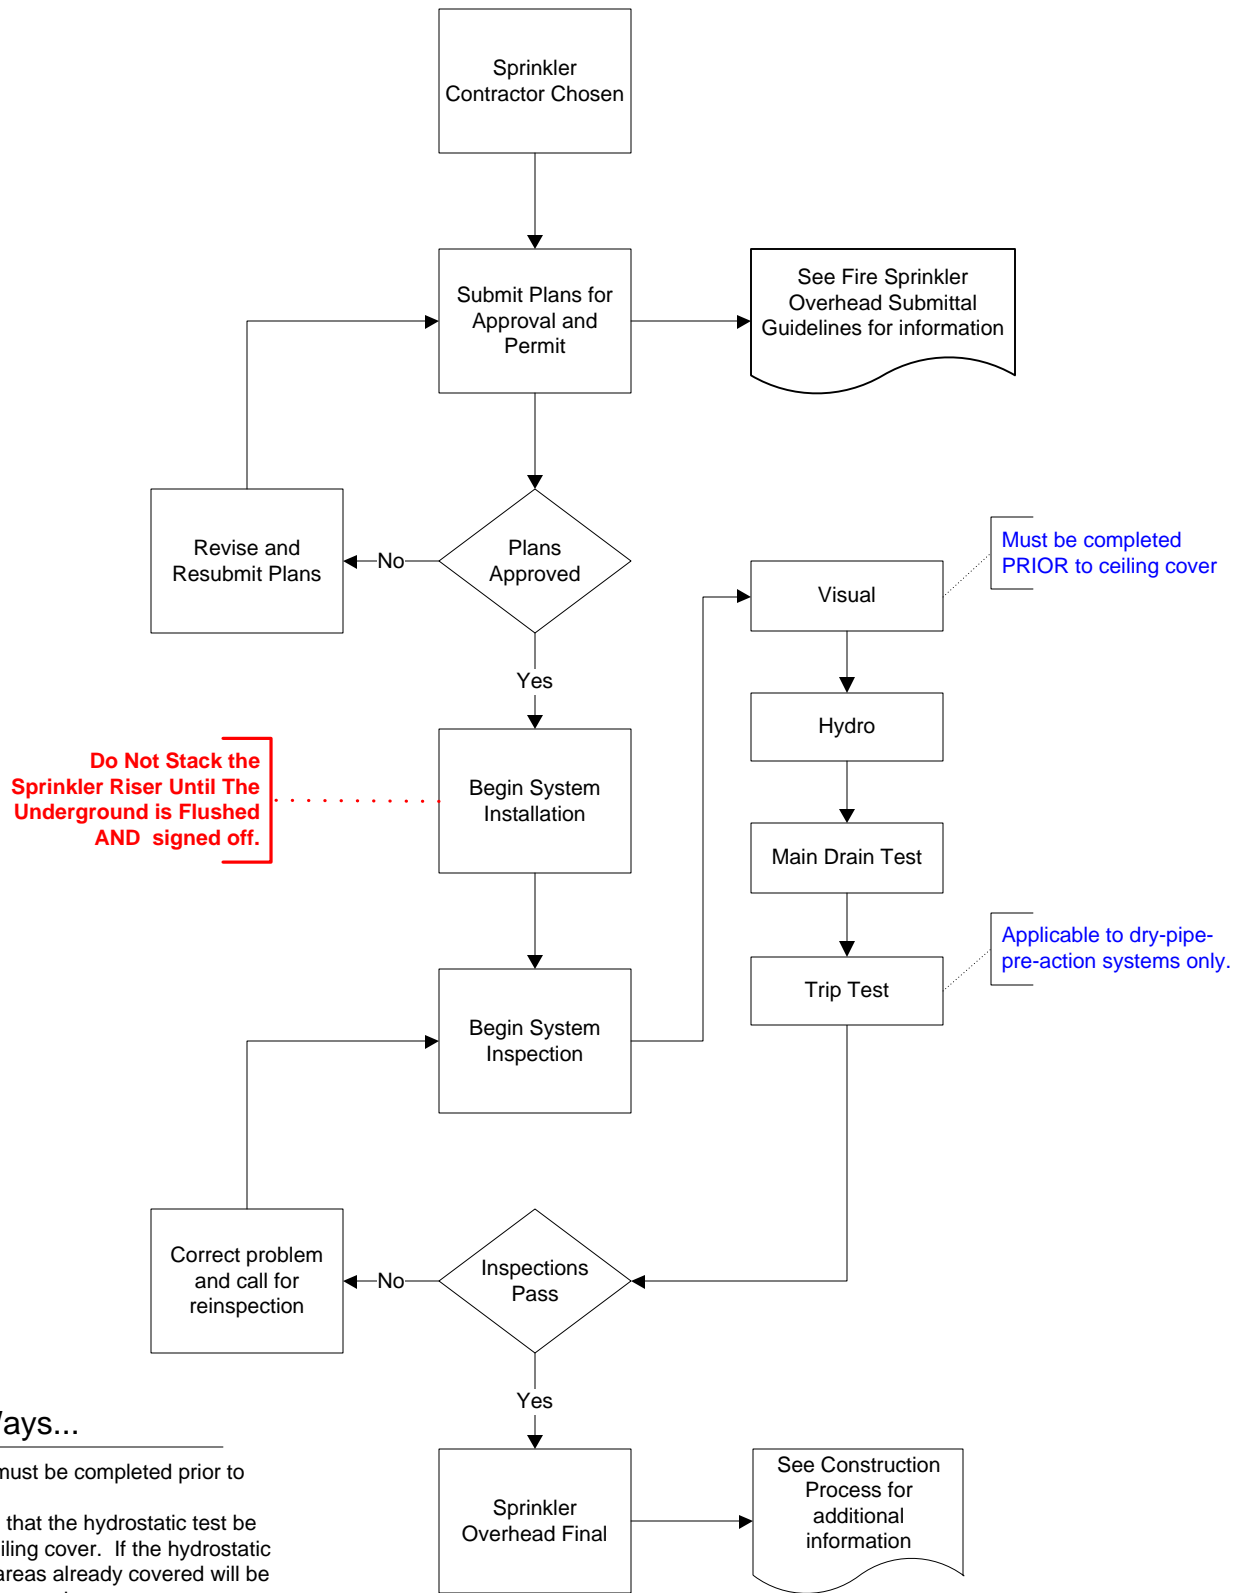 Sprinkler
Contractor Chosen
Submit Plans for
Approval and
Permit
See Fire Sprinkler
Overhead Submittal
Guidelines for information
Revise and
Resubmit Plans
No
Plans
Approved
Yes
Must be completed
PRIOR to ceiling cover
Visual
Hydro
Do Not Stack the
Sprinkler Riser Until The
Underground is Flushed
AND signed off.
Begin System
Installation
Main Drain Test
Applicable to dry-pipe-
pre-action systems only.
Trip Test
Begin System
Inspection
Correct problem
and call for
reinspection
No
Inspections
Pass
Yes
Ways...
must be completed prior to
that the hydrostatic test be
iling cover. If the hydrostatic
areas already covered will be
Sprinkler
Overhead Final
See Construction
Process for
additional
information